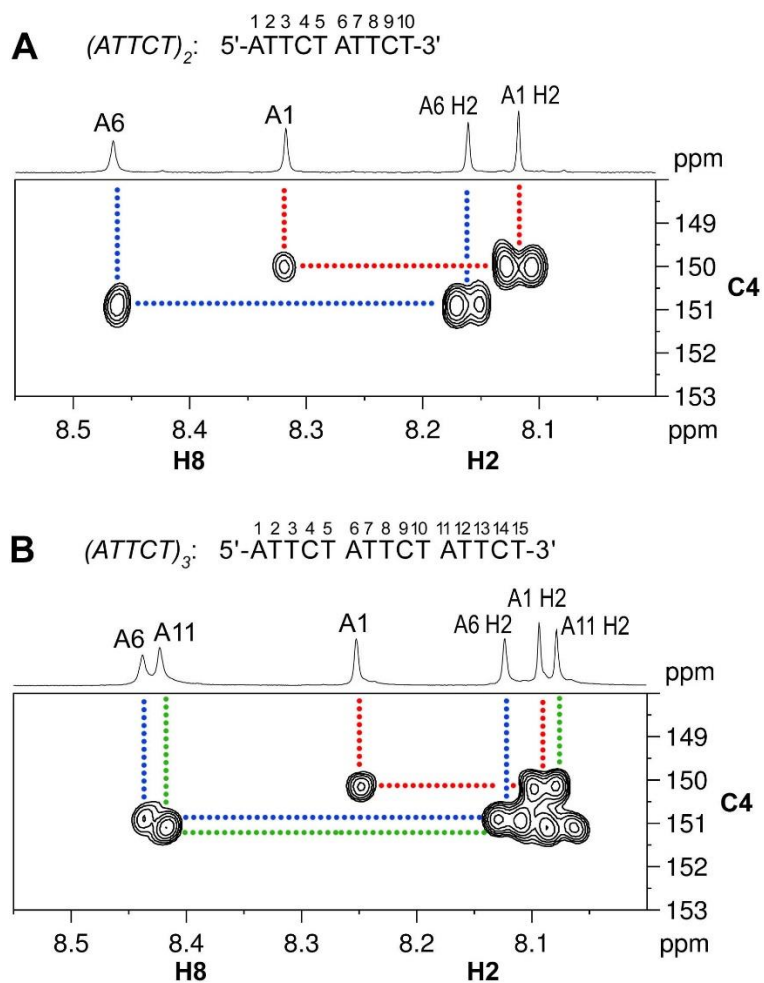 1 2 3 4 5 6 7 8 9 10
A (ATTCT)2: 5'-ATTCT ATTCT-3'
A6 A1 A6 H2 A1 H2
ppm
149
150
C4
151
152
153
8.5 8.4 8.3 8.2 8.1 ppm
H8 H2
1 2 3 4 5 6 7 8 9 10 11 12 13 14 15
B (ATTCT)3: 5'-ATTCT ATTCT ATTCT-3'
A1 H2
A6 A11 A1 A6 H2 A11 H2
ppm
149
150
C4
151
152
153
8.5 8.4 8.3 8.2 8.1 ppm
H8 H2